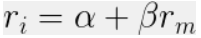 r_i = α + βr_m